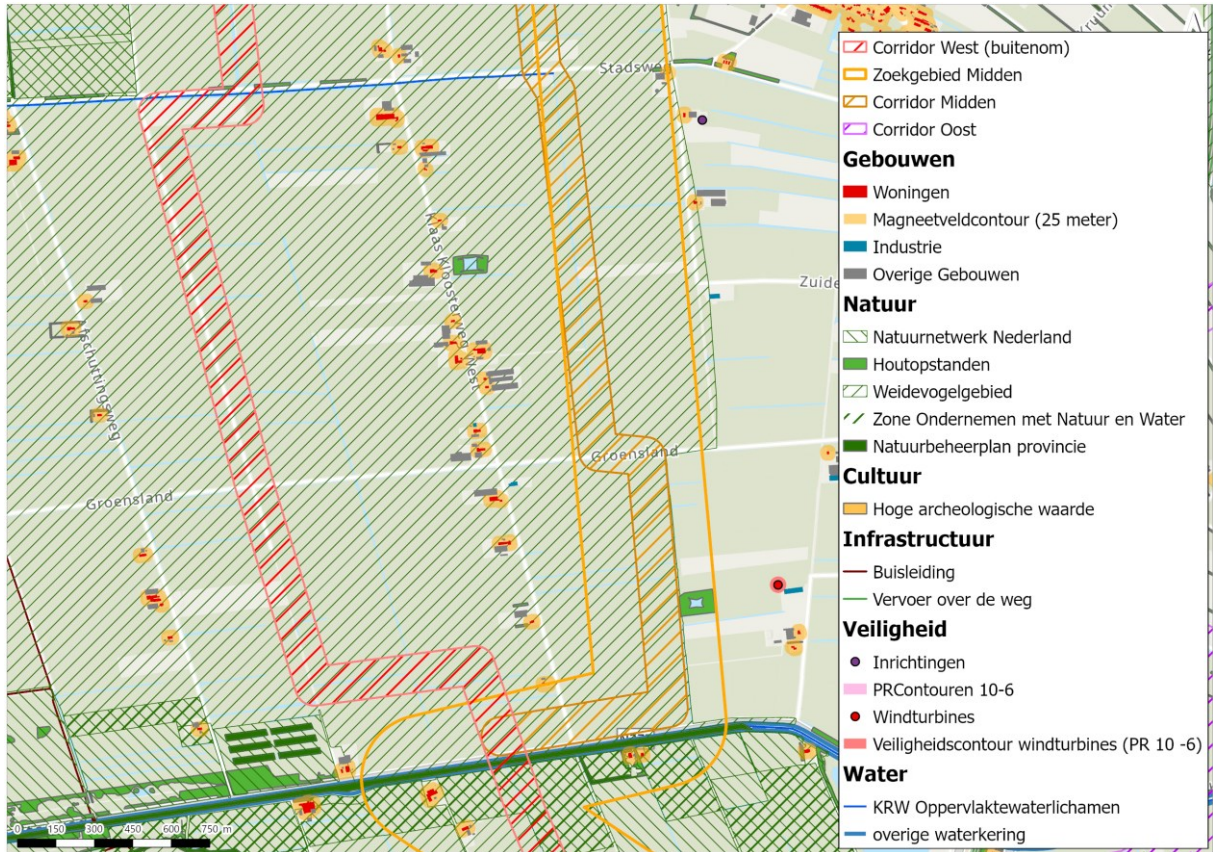 Stadsweg
Klaas Kloosterweg West
Groensland
Groensland
0 150 300 450 600 750 m
Corridor West (buitenom)
Zoekgebied Midden
Corridor Midden
Corridor Oost
Gebouwen
Woningen
Magneetveldcontour (25 meter)
Industrie
Overige Gebouwen
Natuur
Natuurnetwerk Nederland
Houtopstanden
Weidevogelgebied
Zone Ondernemen met Natuur en Water
Natuurbeheerplan provincie
Cultuur
Hoge archeologische waarde
Infrastructuur
Buisleiding
Vervoer over de weg
Veiligheid
Inrichtingen
PRContouren 10-6
Windturbines
Veiligheidscontour windturbines (PR 10 -6)
Water
KRW Oppervlaktewaterlichamen
overige waterkering